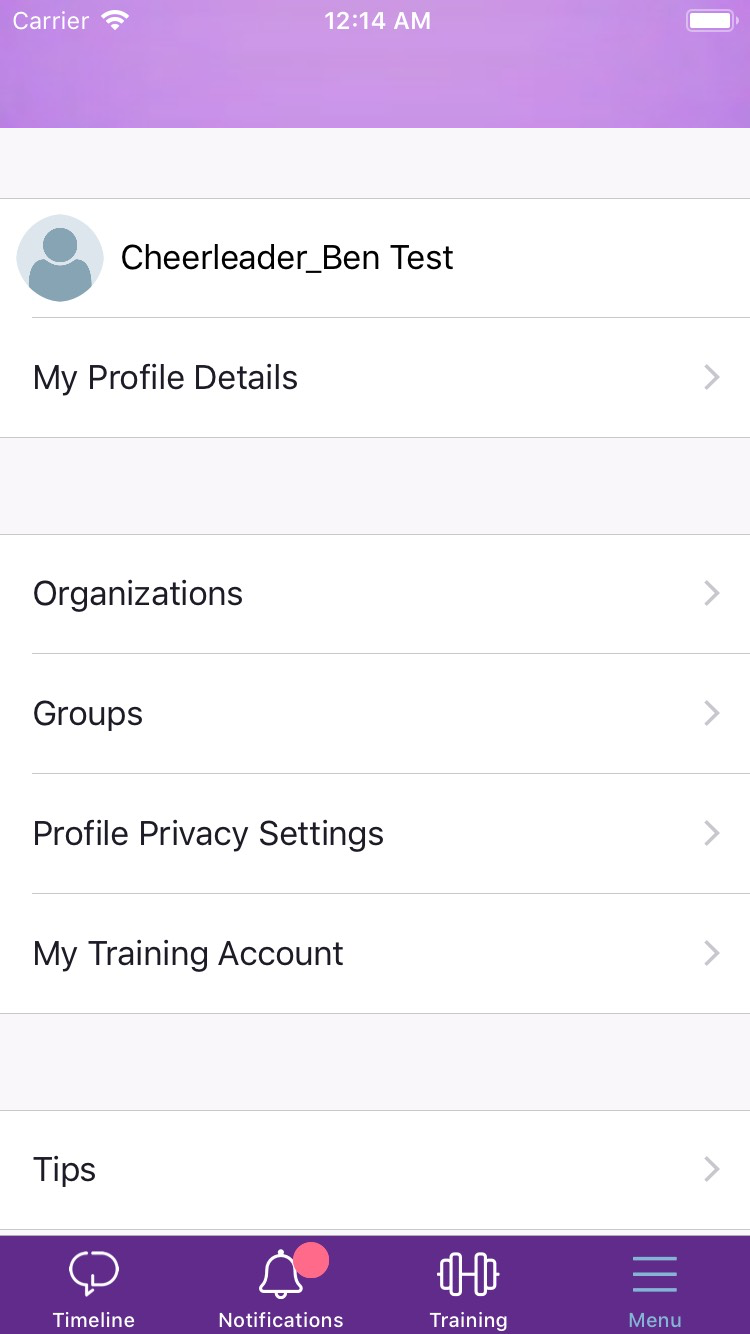 Carrier 12:14 AM
Cheerleader_Ben Test
My Profile Details
Organizations
Groups
Profile Privacy Settings
My Training Account
Tips
Timeline Notifications Training Menu